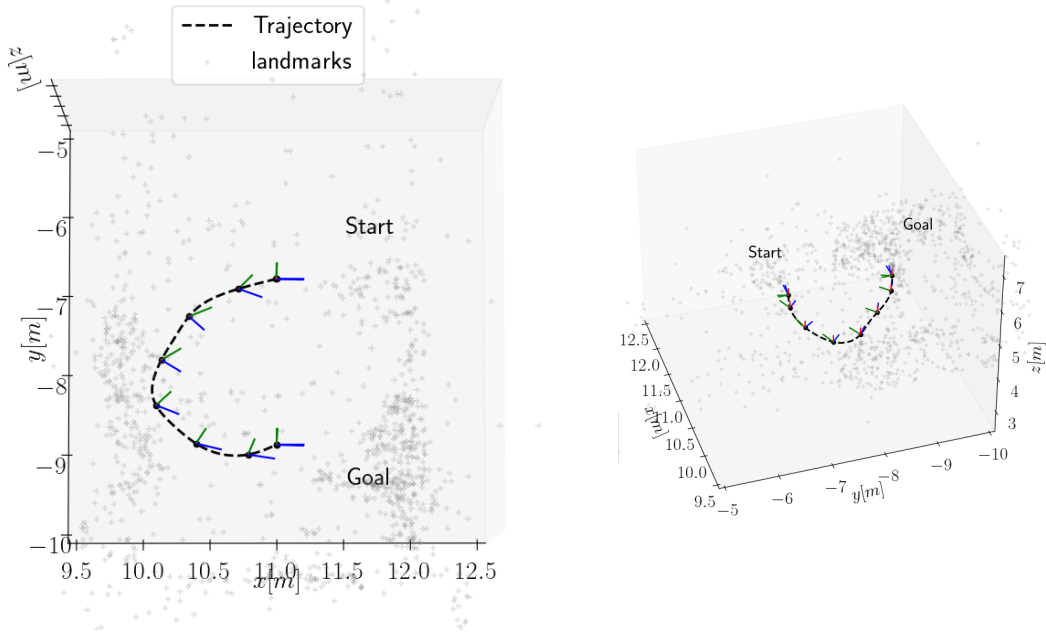 Trajectory
landmarks
z[m]
−5
−6
−7
−8
−9
−10
y[m]
Start
Goal
9.5 10.0 10.5 11.0 11.5 12.0 12.5
x[m]
Start
Goal
12.5
12.0
11.5
11.0
10.5
10.0
9.5
x[m]
−5 −6 −7 −8 −9 −10
y[m]
7
6
5
4
3
z[m]